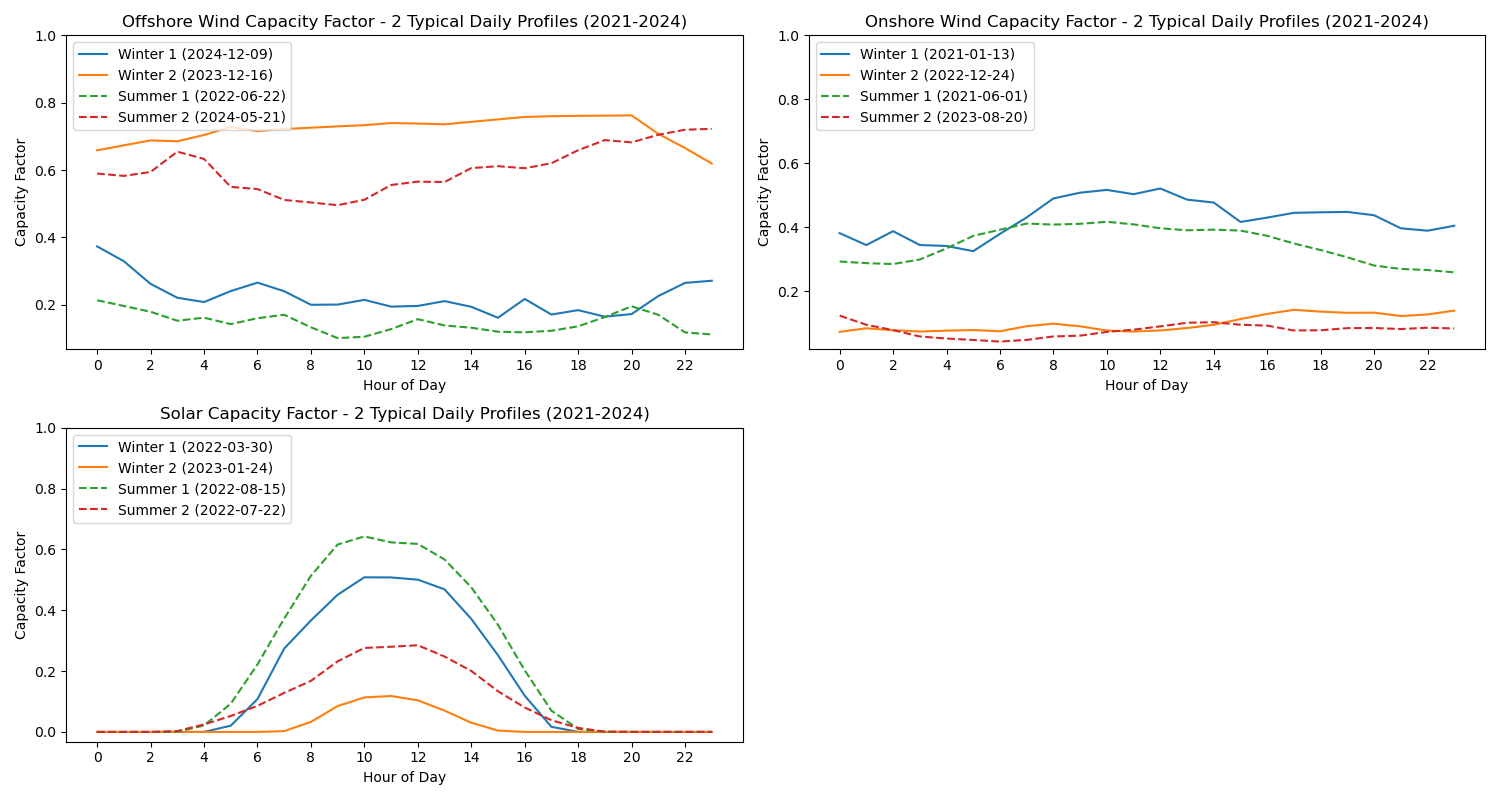 Offshore Wind Capacity Factor - 2 Typical Daily Profiles (2021-2024)
1.0
0.8
0.6
0.4
0.2
Capacity Factor
Winter 1 (2024-12-09)
Winter 2 (2023-12-16)
Summer 1 (2022-06-22)
Summer 2 (2024-05-21)
0 2 4 6 8 10 12 14 16 18 20 22
Hour of Day
Onshore Wind Capacity Factor - 2 Typical Daily Profiles (2021-2024)
1.0
0.8
0.6
0.4
0.2
Capacity Factor
Winter 1 (2021-01-13)
Winter 2 (2022-12-24)
Summer 1 (2021-06-01)
Summer 2 (2023-08-20)
0 2 4 6 8 10 12 14 16 18 20 22
Hour of Day
Solar Capacity Factor - 2 Typical Daily Profiles (2021-2024)
1.0
0.8
0.6
0.4
0.2
0.0
Capacity Factor
Winter 1 (2022-03-30)
Winter 2 (2023-01-24)
Summer 1 (2022-08-15)
Summer 2 (2022-07-22)
0 2 4 6 8 10 12 14 16 18 20 22
Hour of Day